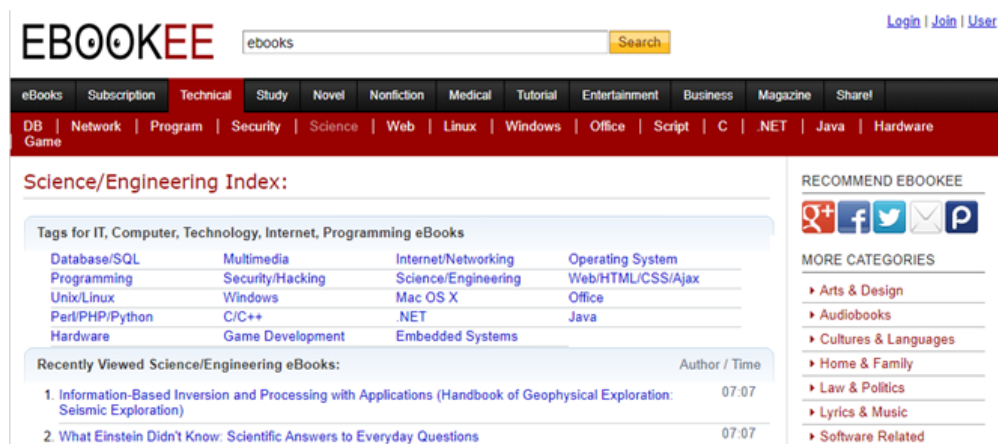 Login | Join | User
EBOOKEE
ebooks
Search
eBooks Subscription Technical Study Novel Nonfiction Medical Tutorial Entertainment Business Magazine Share!
DB | Network | Program | Security | Science | Web | Linux | Windows | Office | Script | C | .NET | Java | Hardware
Game
Science/Engineering Index:
Tags for IT, Computer, Technology, Internet, Programming eBooks
Database/SQL Multimedia Internet/Networking Operating System
Programming Security/Hacking Science/Engineering Web/HTML/CSS/Ajax
Unix/Linux Windows Mac OS X Office
Perl/PHP/Python C/C++ .NET Java
Hardware Game Development Embedded Systems
Recently Viewed Science/Engineering eBooks: Author / Time
1. Information-Based Inversion and Processing with Applications (Handbook of Geophysical Exploration: 07:07
Seismic Exploration)
2. What Einstein Didn't Know: Scientific Answers to Everyday Questions 07:07
RECOMMEND EBOOKEE
g+ f P
MORE CATEGORIES
Arts & Design
Audiobooks
Cultures & Languages
Home & Family
Law & Politics
Lyrics & Music
Software Related